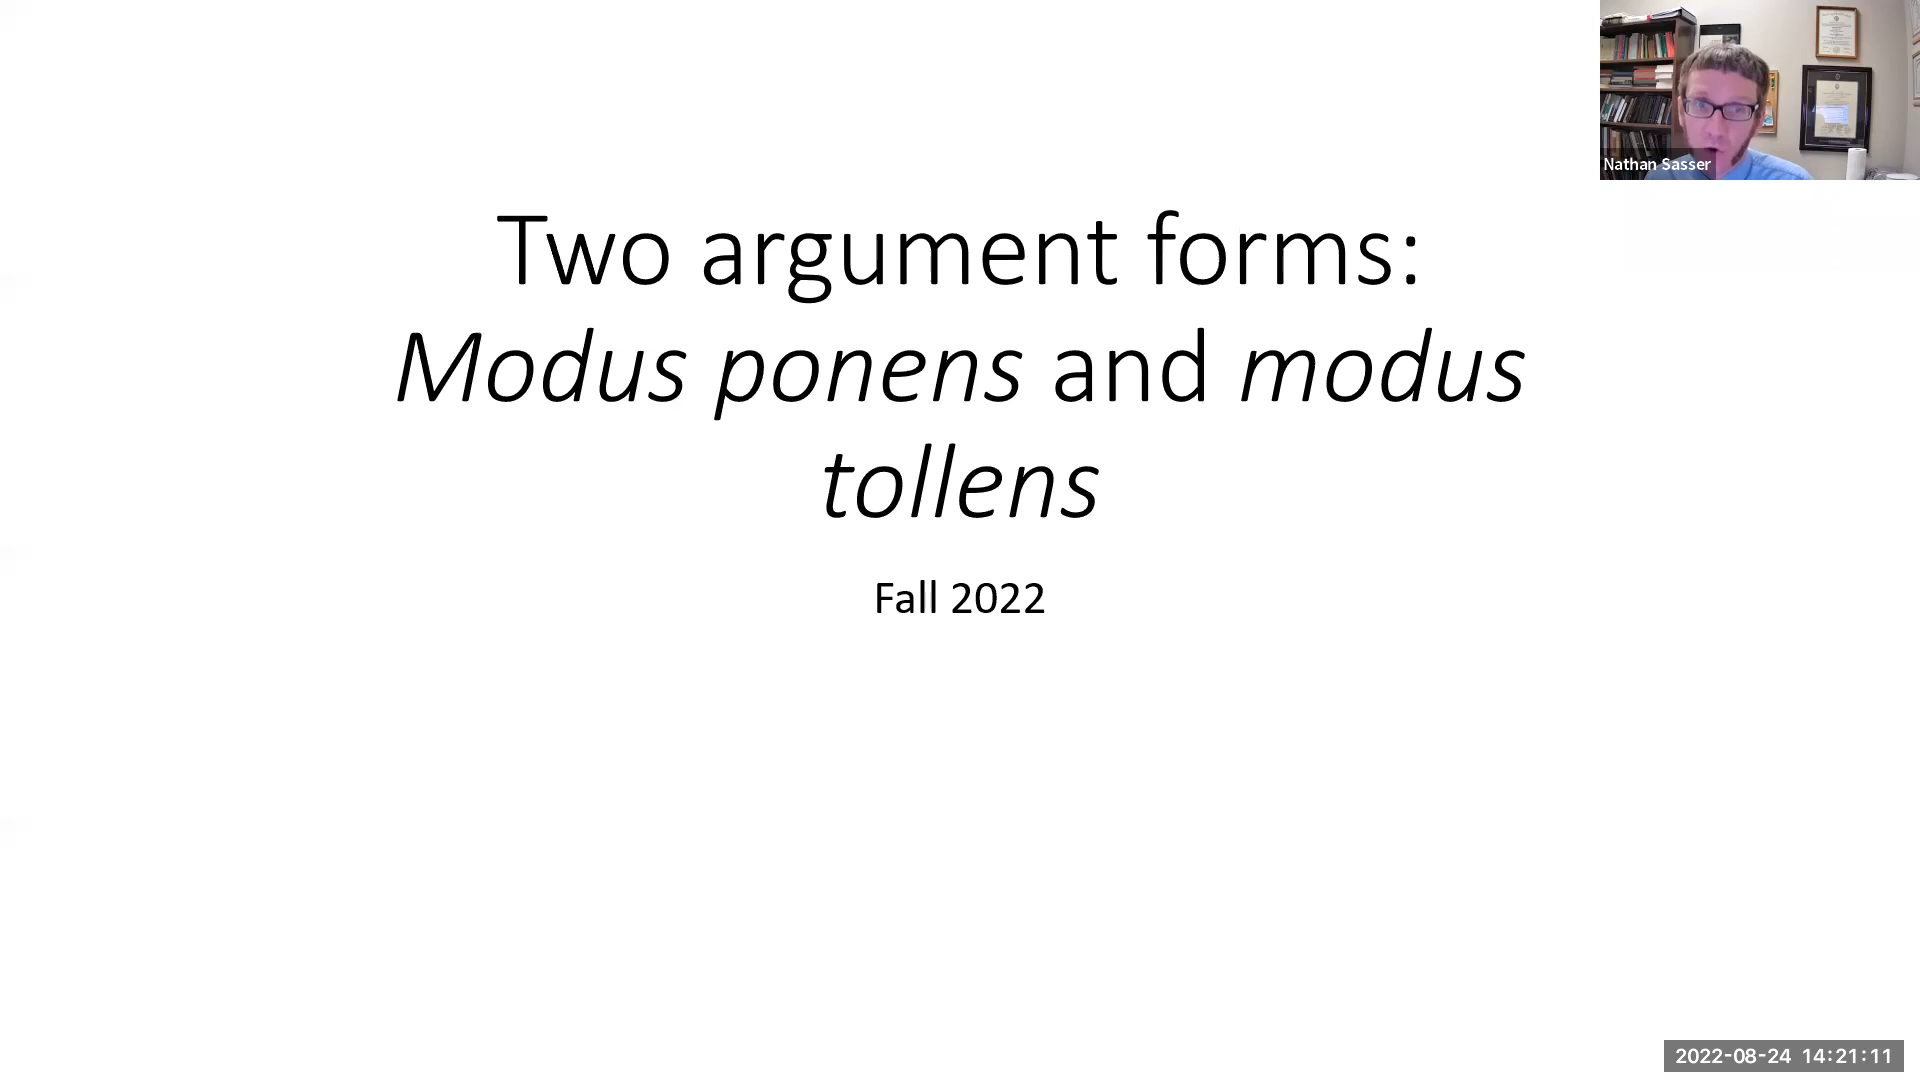 Nathan Sasser
Two argument forms:
Modus ponens and modus
tollens
Fall 2022
2022-08-24 14:21:11